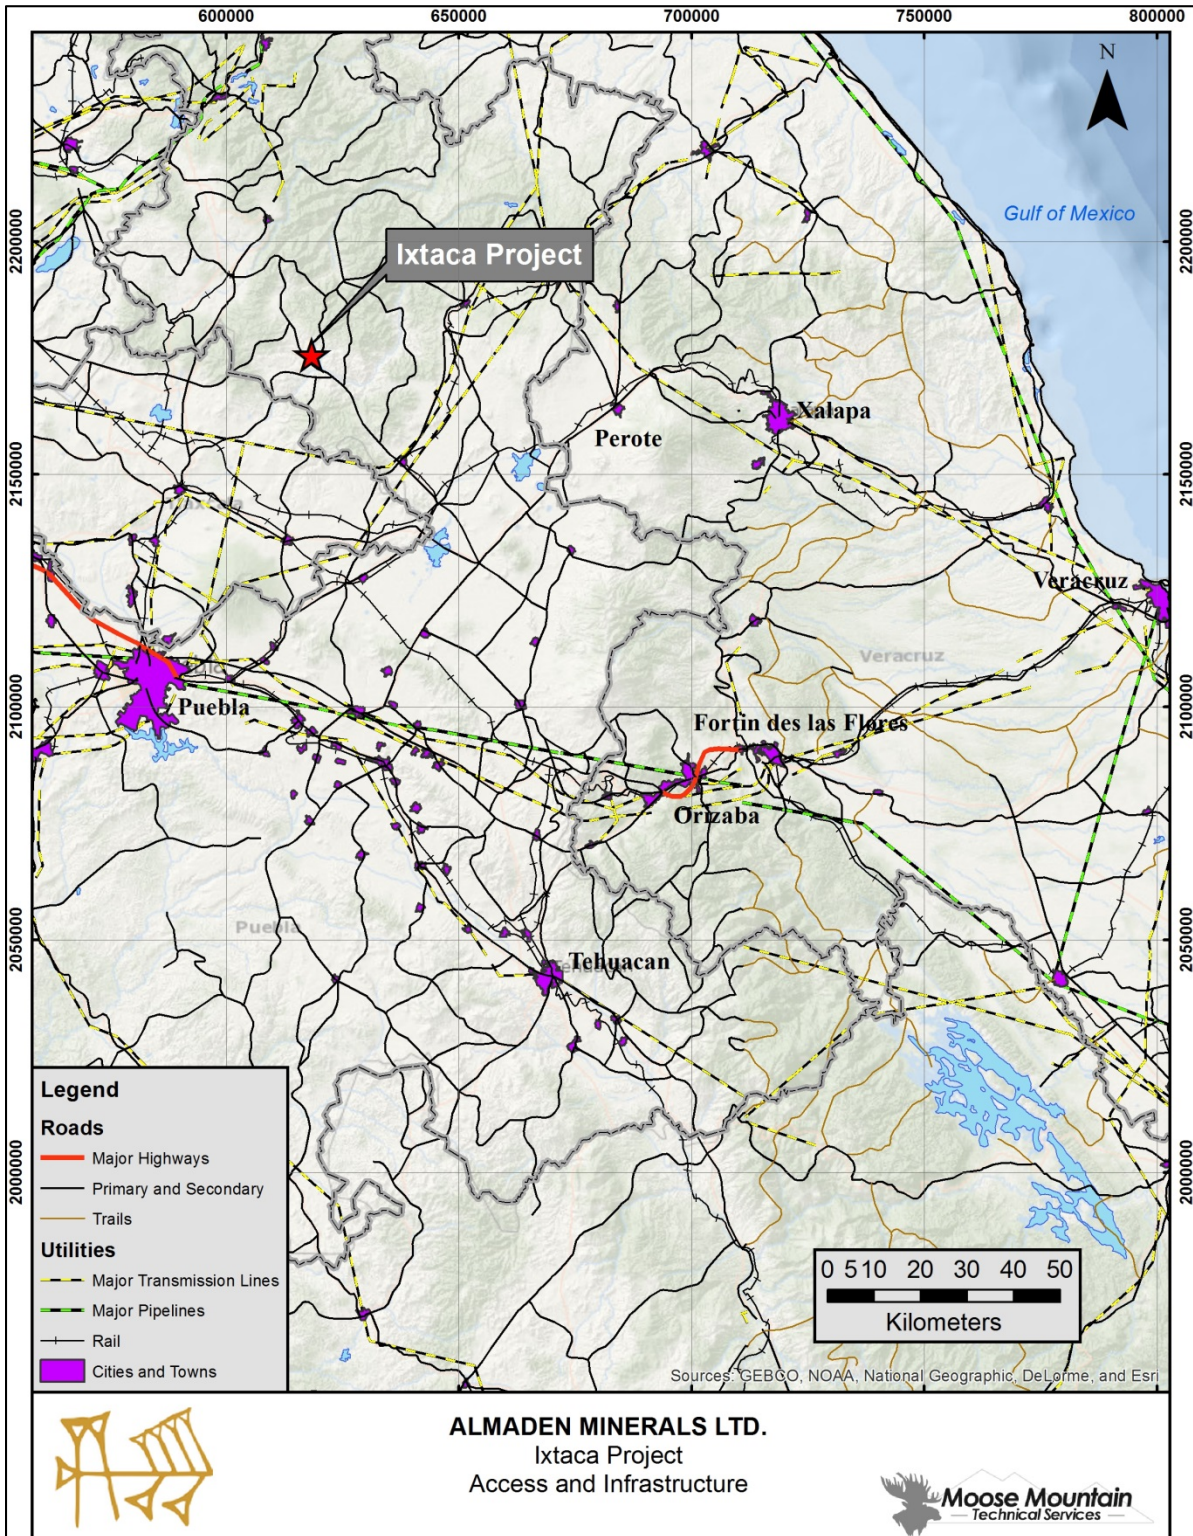 600000 650000 700000 750000 800000
N
Gulf of Mexico
2200000 2200000
Ixtaca Project
Xalapa
Perote
2150000 2150000
Veracruz
Veracruz
Puebla
2100000 2100000
Fortin des las Flores
Orizaba
Puebla
2050000 2050000
Tehuacan
2000000 2000000
Legend
Roads
Major Highways
Primary and Secondary
Trails
Utilities
Major Transmission Lines
Major Pipelines
Rail
Cities and Towns
0 5 10 20 30 40 50
Kilometers
Sources: GEBCO, NOAA, National Geographic, DeLorme, and Esri
ALMADEN MINERALS LTD.
Ixtaca Project
Access and Infrastructure
Moose Mountain
Technical Services